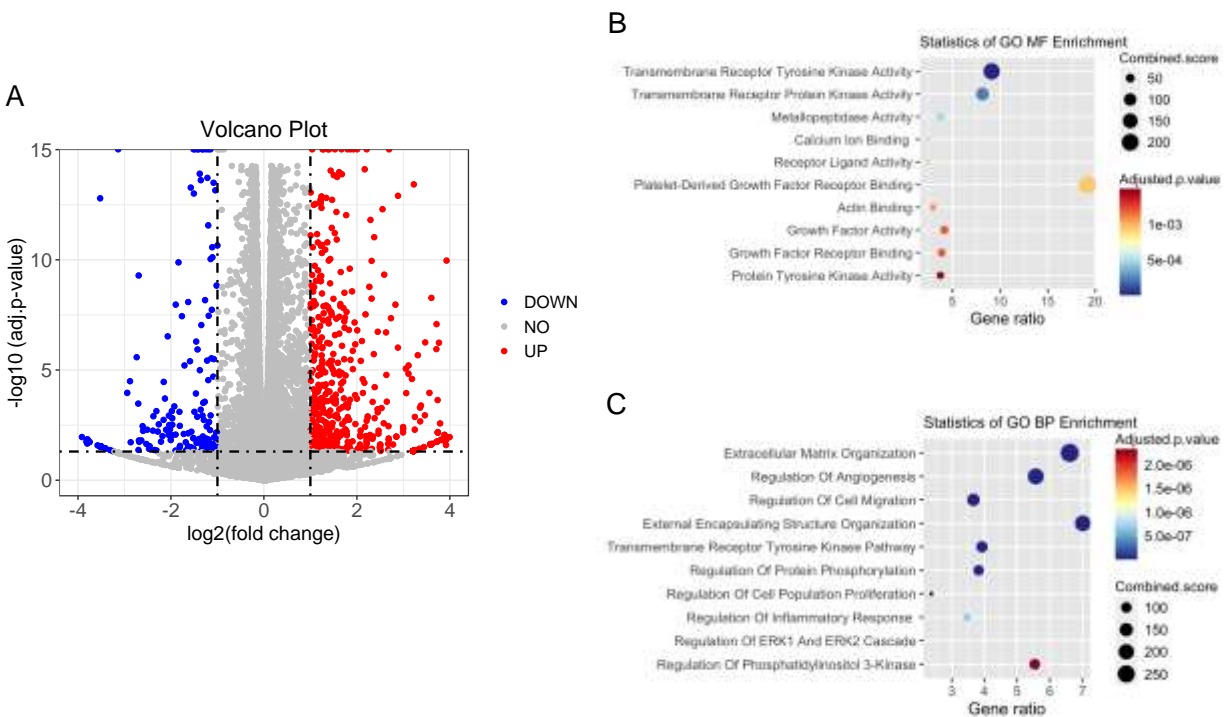 A
Volcano Plot
15
10
5
0
-log10 (adj.p-value)
-4
-2
0
2
4
log2(fold change)
DOWN
NO
UP
B
Statistics of GO MF Enrichment
Transmembrane Receptor Tyrosine Kinase Activity
Transmembrane Receptor Protein Kinase Activity
Metallopeptidase Activity
Calcium Ion Binding
Receptor Ligand Activity
Platelet-Derived Growth Factor Receptor Binding
Actin Binding
Growth Factor Activity
Growth Factor Receptor Binding
Protein Tyrosine Kinase Activity
5
10
15
20
Gene ratio
Combined.score
50
100
150
200
Adjusted.p.value
1e-03
5e-04
C
Statistics of GO BP Enrichment
Extracellular Matrix Organization
Regulation Of Angiogenesis
Regulation Of Cell Migration
External Encapsulating Structure Organization
Transmembrane Receptor Tyrosine Kinase Pathway
Regulation Of Protein Phosphorylation
Regulation Of Cell Population Proliferation
Regulation Of Inflammatory Response
Regulation Of ERK1 And ERK2 Cascade
Regulation Of Phosphatidylinositol 3-Kinase
3
4
5
6
7
Gene ratio
Adjusted.p.value
2.0e-06
1.5e-06
1.0e-06
5.0e-07
Combined.score
100
150
200
250